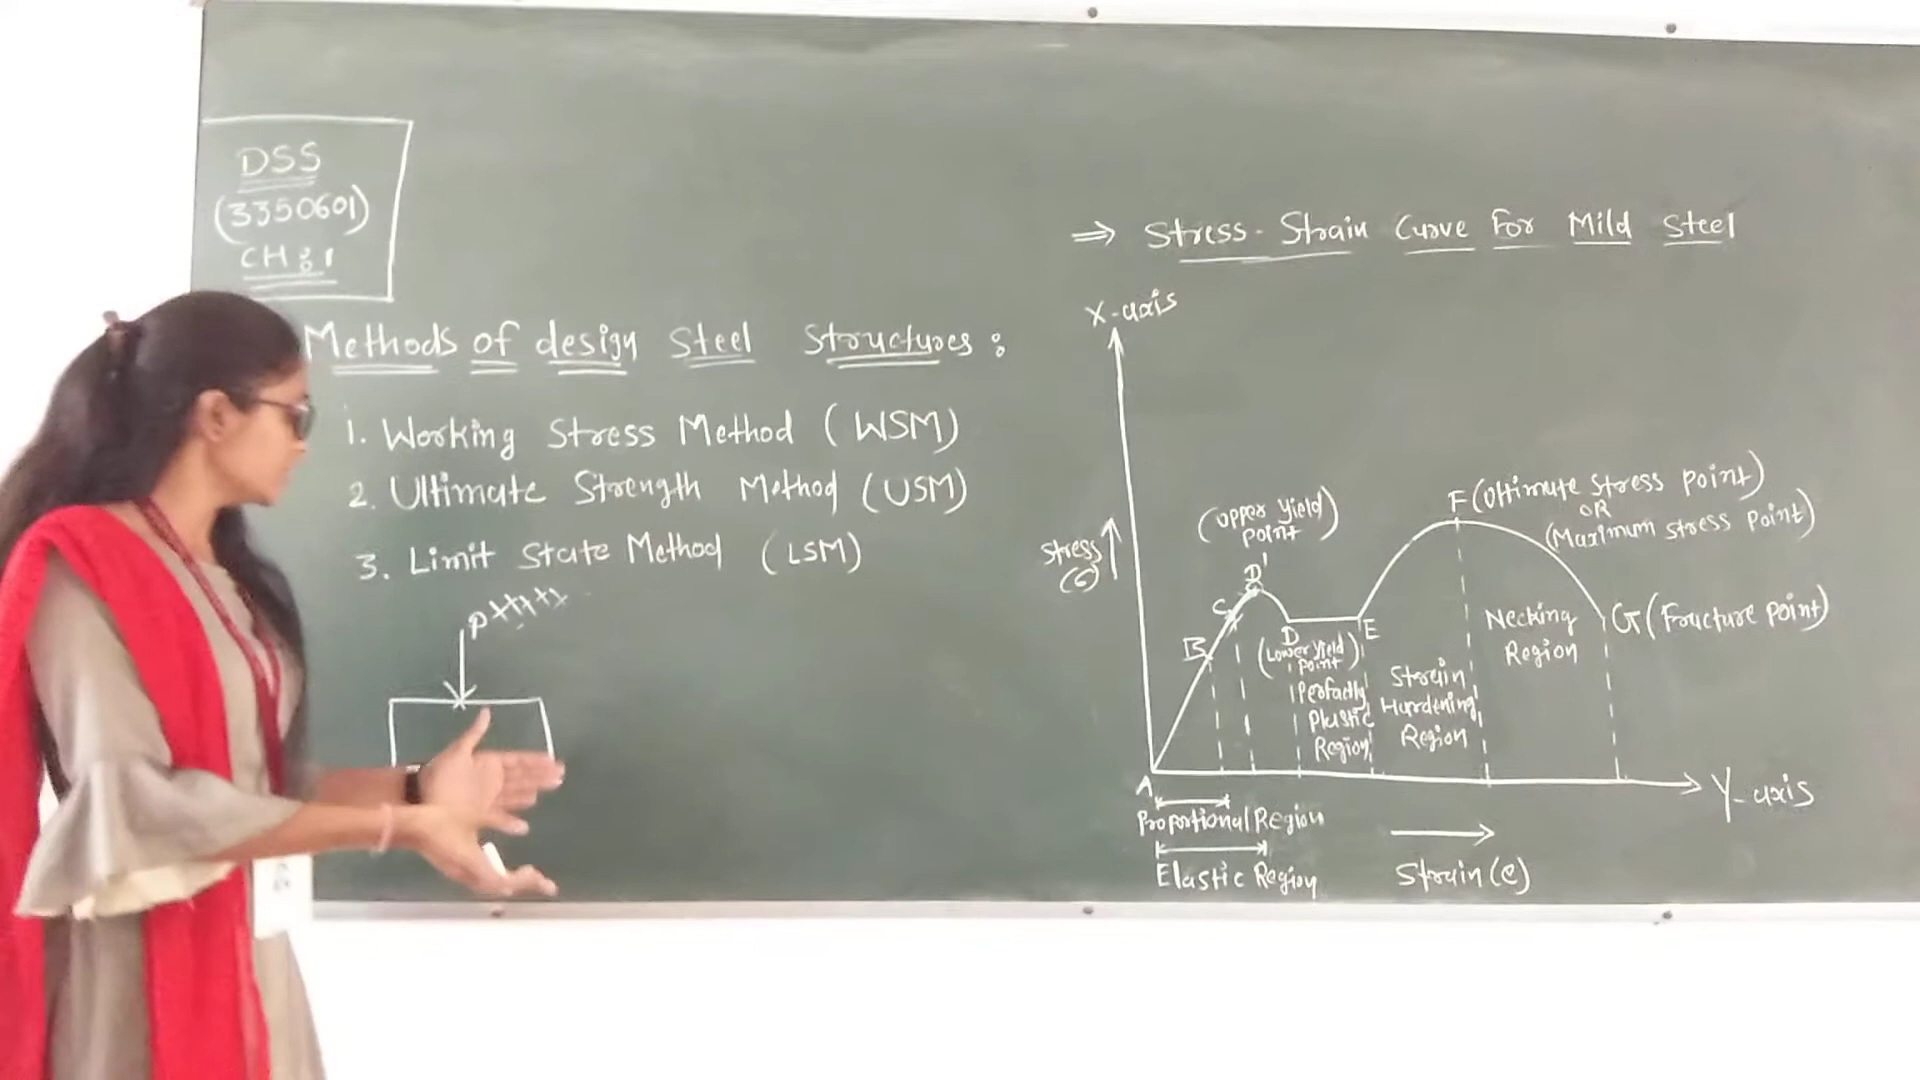 DSS
(3350601)
CH:1
Methods of design Steel Structures:
1. Working Stress Method (WSM)
2. Ultimate Strength Method (USM)
3. Limit State Method (LSM)
⇒ Stress-Strain Curve For Mild Steel
X-axis
Stress
(σ)
(Upper Yield)
Point
D'
C
B
A
D
(Lower Yield)
Point
E
F (Ultimate Stress Point)
OR
(Maximum Stress Point)
G (Fracture Point)
Perfactly
Plastic
Region
Strain
Hardening
Region
Necking
Region
Y-axis
Proportional Region
Elastic Region
Strain (e)